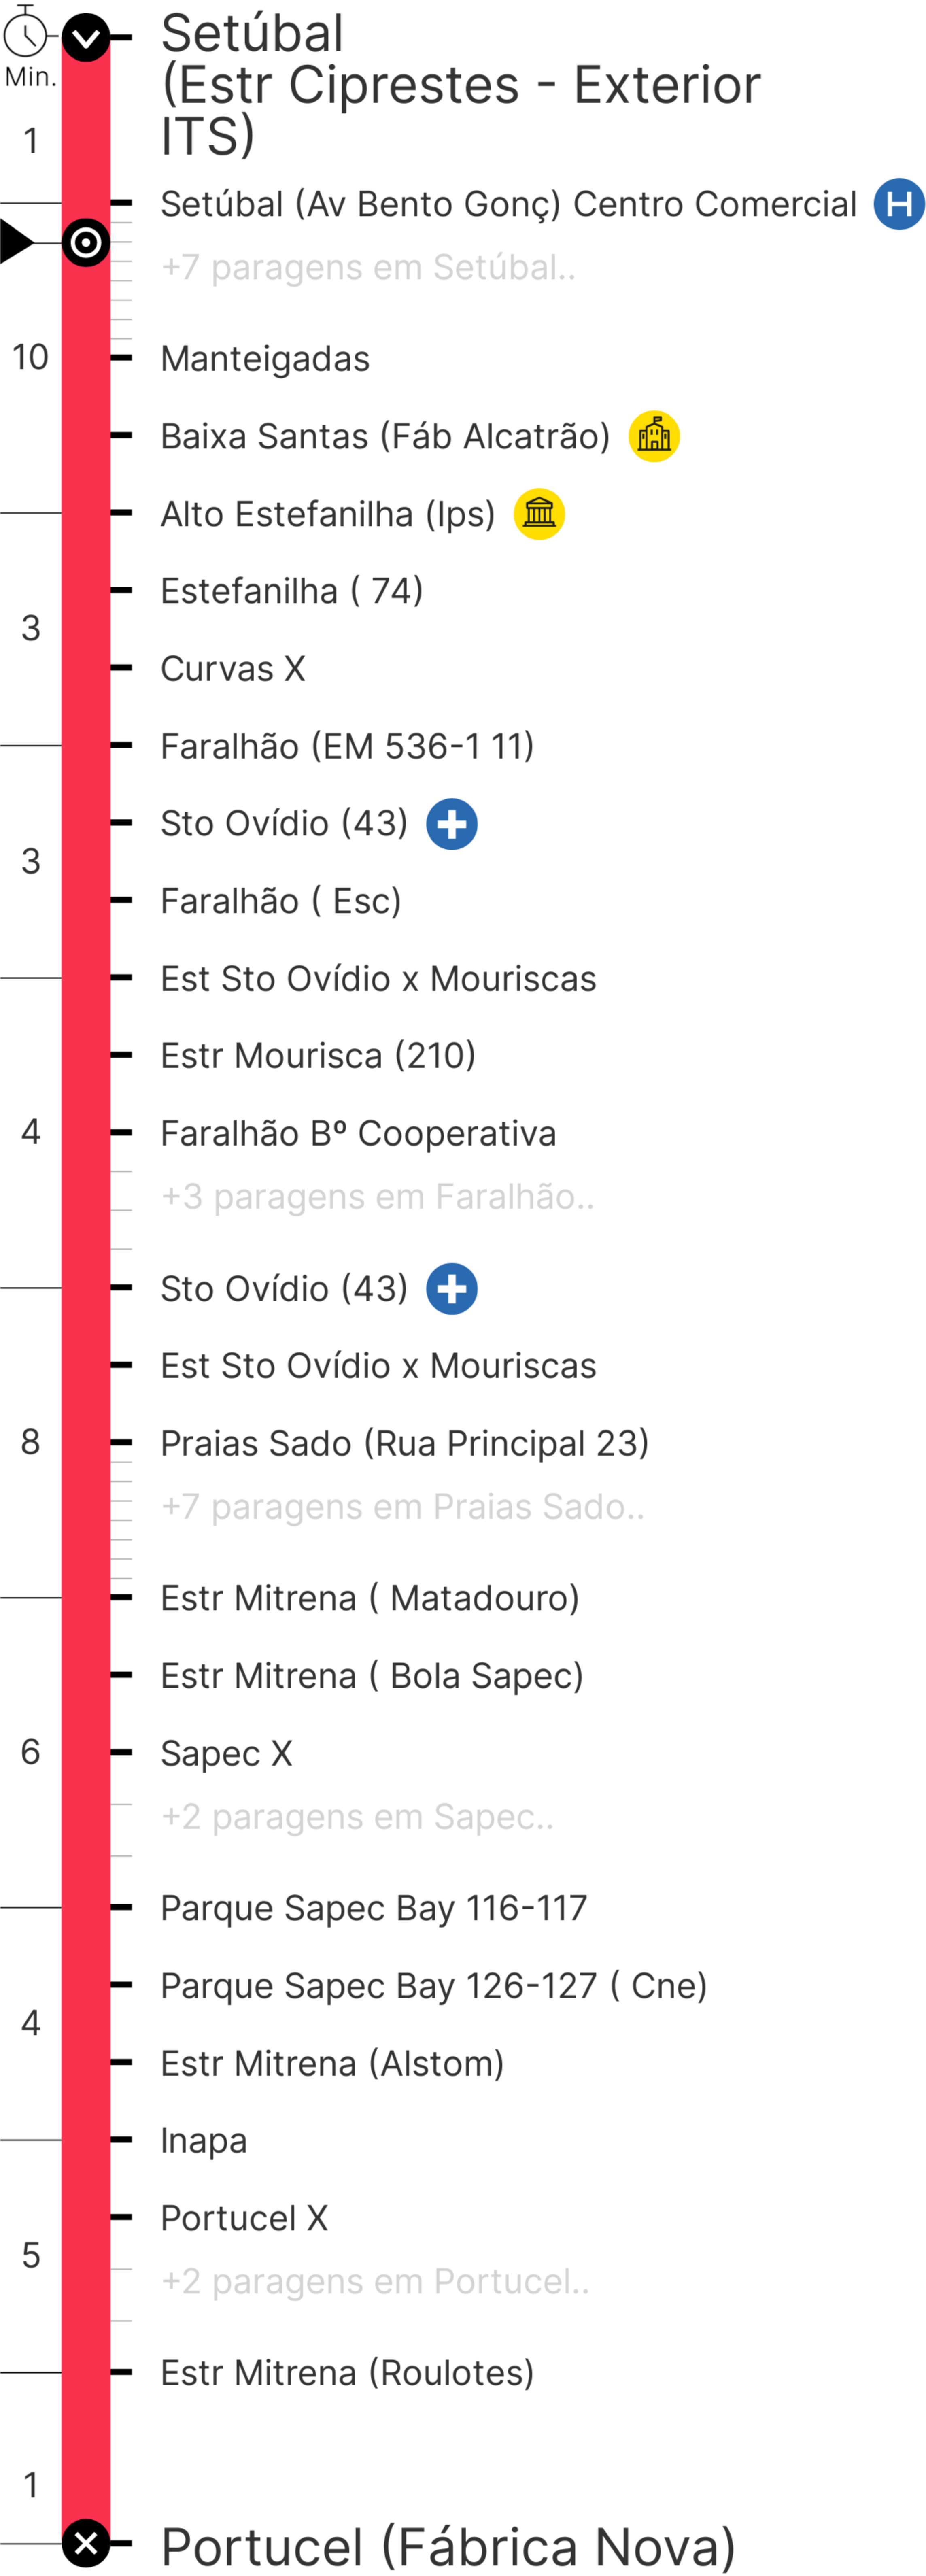 Min.
Setúbal
(Estr Ciprestes - Exterior
ITS)
1
Setúbal (Av Bento Gonç) Centro Comercial H
+7 paragens em Setúbal..
10
Manteigadas
Baixa Santas (Fáb Alcatrão)
Alto Estefanilha (Ips)
Estefanilha ( 74)
3
Curvas X
Faralhão (EM 536-1 11)
Sto Ovídio (43)
3
Faralhão ( Esc)
Est Sto Ovídio x Mouriscas
Estr Mourisca (210)
4
Faralhão Bº Cooperativa
+3 paragens em Faralhão..
Sto Ovídio (43)
Est Sto Ovídio x Mouriscas
8
Praias Sado (Rua Principal 23)
+7 paragens em Praias Sado..
Estr Mitrena ( Matadouro)
Estr Mitrena ( Bola Sapec)
6
Sapec X
+2 paragens em Sapec..
Parque Sapec Bay 116-117
Parque Sapec Bay 126-127 ( Cne)
4
Estr Mitrena (Alstom)
Inapa
Portucel X
5
+2 paragens em Portucel..
Estr Mitrena (Roulotes)
1
Portucel (Fábrica Nova)